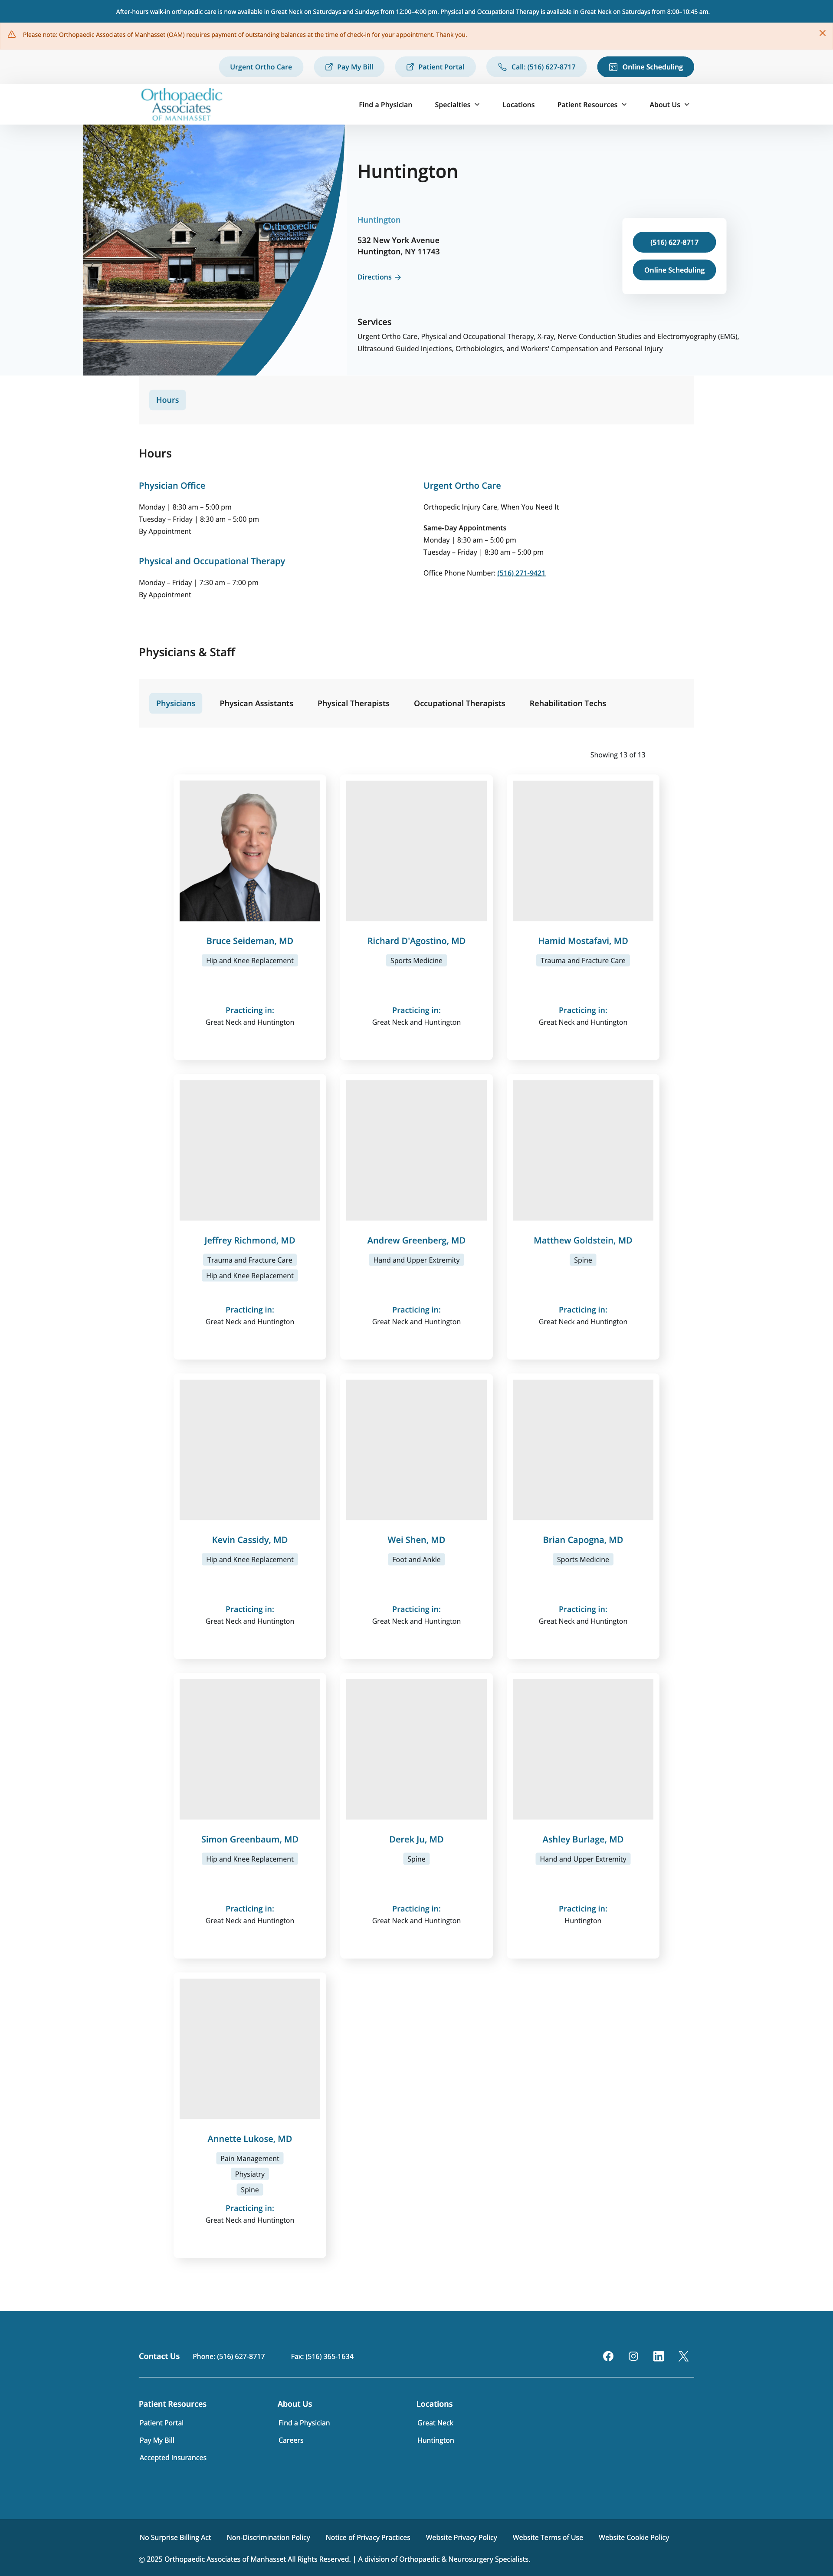 After-hours walk-in orthopedic care is now available in Great Neck on Saturdays and Sundays from 12:00–4:00 pm. Physical and Occupational Therapy is available in Great Neck on Saturdays from 8:00–10:45 am.
Please note: Orthopaedic Associates of Manhasset (OAM) requires payment of outstanding balances at the time of check-in for your appointment. Thank you.
Urgent Ortho Care
Pay My Bill
Patient Portal
Call: (516) 627-8717
Online Scheduling
Orthopaedic
Associates
OF MANHASSET
Find a Physician
Specialties
Locations
Patient Resources
About Us
Orthopaedic
Associates
Huntington
Huntington
532 New York Avenue
Huntington, NY 11743
Directions
(516) 627-8717
Online Scheduling
Services
Urgent Ortho Care, Physical and Occupational Therapy, X-ray, Nerve Conduction Studies and Electromyography (EMG),
Ultrasound Guided Injections, Orthobiologics, and Workers' Compensation and Personal Injury
Hours
Hours
Physician Office
Monday | 8:30 am – 5:00 pm
Tuesday – Friday | 8:30 am – 5:00 pm
By Appointment
Physical and Occupational Therapy
Monday – Friday | 7:30 am – 7:00 pm
By Appointment
Urgent Ortho Care
Orthopedic Injury Care, When You Need It
Same-Day Appointments
Monday | 8:30 am – 5:00 pm
Tuesday – Friday | 8:30 am – 5:00 pm
Office Phone Number: (516) 271-9421
Physicians & Staff
Physicians
Physican Assistants
Physical Therapists
Occupational Therapists
Rehabilitation Techs
Showing 13 of 13
Bruce Seideman, MD
Hip and Knee Replacement
Practicing in:
Great Neck and Huntington
Richard D'Agostino, MD
Sports Medicine
Practicing in:
Great Neck and Huntington
Hamid Mostafavi, MD
Trauma and Fracture Care
Practicing in:
Great Neck and Huntington
Jeffrey Richmond, MD
Trauma and Fracture Care
Hip and Knee Replacement
Practicing in:
Great Neck and Huntington
Andrew Greenberg, MD
Hand and Upper Extremity
Practicing in:
Great Neck and Huntington
Matthew Goldstein, MD
Spine
Practicing in:
Great Neck and Huntington
Kevin Cassidy, MD
Hip and Knee Replacement
Practicing in:
Great Neck and Huntington
Wei Shen, MD
Foot and Ankle
Practicing in:
Great Neck and Huntington
Brian Capogna, MD
Sports Medicine
Practicing in:
Great Neck and Huntington
Simon Greenbaum, MD
Hip and Knee Replacement
Practicing in:
Great Neck and Huntington
Derek Ju, MD
Spine
Practicing in:
Great Neck and Huntington
Ashley Burlage, MD
Hand and Upper Extremity
Practicing in:
Huntington
Annette Lukose, MD
Pain Management
Physiatry
Spine
Practicing in:
Great Neck and Huntington
Contact Us
Phone: (516) 627-8717
Fax: (516) 365-1634
Patient Resources
Patient Portal
Pay My Bill
Accepted Insurances
About Us
Find a Physician
Careers
Locations
Great Neck
Huntington
No Surprise Billing Act
Non-Discrimination Policy
Notice of Privacy Practices
Website Privacy Policy
Website Terms of Use
Website Cookie Policy
© 2025 Orthopaedic Associates of Manhasset All Rights Reserved. | A division of Orthopaedic & Neurosurgery Specialists.